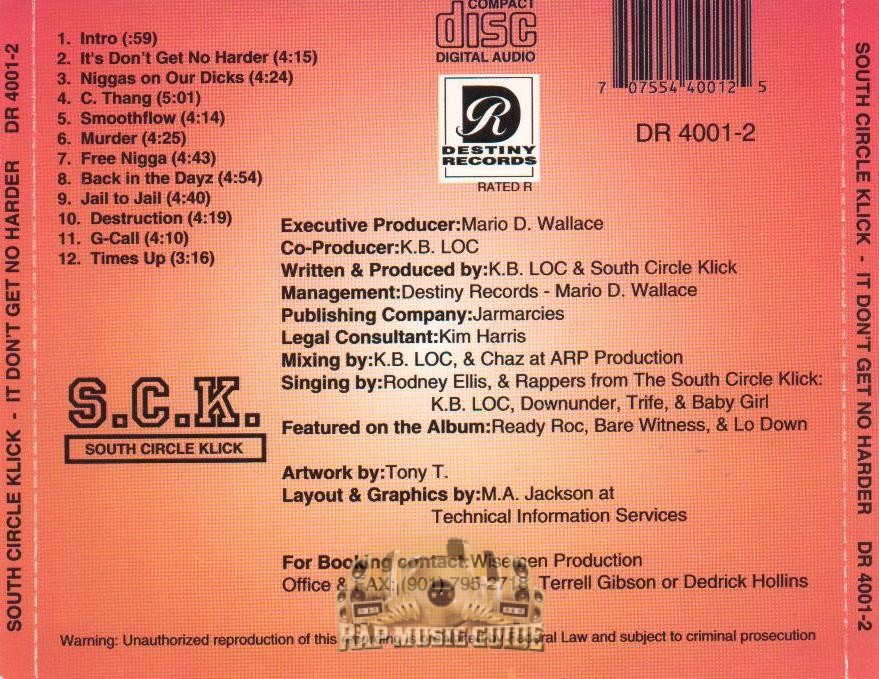 1. Intro (:59)
2. It's Don't Get No Harder (4:15)
3. Niggas on Our Dicks (4:24)
4. C. Thang (5:01)
5. Smoothflow (4:14)
6. Murder (4:25)
7. Free Nigga (4:43)
8. Back in the Dayz (4:54)
9. Jail to Jail (4:40)
10. Destruction (4:19)
11. G-Call (4:10)
12. Times Up (3:16)
COMPACT
disc
DIGITAL AUDIO
DR
DESTINY
RECORDS
RATED R
7 07554 40012 5
DR 4001-2
Executive Producer:Mario D. Wallace
Co-Producer:K.B. LOC
Written & Produced by:K.B. LOC & South Circle Klick
Management:Destiny Records - Mario D. Wallace
Publishing Company:Jarmarcies
Legal Consultant:Kim Harris
Mixing by:K.B. LOC, & Chaz at ARP Production
Singing by:Rodney Ellis, & Rappers from The South Circle Klick:
K.B. LOC, Downunder, Trife, & Baby Girl
Featured on the Album:Ready Roc, Bare Witness, & Lo Down
S.C.K.
SOUTH CIRCLE KLICK
Artwork by:Tony T.
Layout & Graphics by:M.A. Jackson at
Technical Information Services
For Booking contact:Wisemen Production
Office & FAX: (901) Terrell Gibson or Dedrick Hollins
RAP MUSIC GUIDE
Warning: Unauthorized reproduction of this recording is prohibited by Federal Law and subject to criminal prosecution
SOUTH CIRCLE KLICK - IT DON'T GET NO HARDER DR 4001-2
SOUTH CIRCLE KLICK - IT DON'T GET NO HARDER DR 4001-2